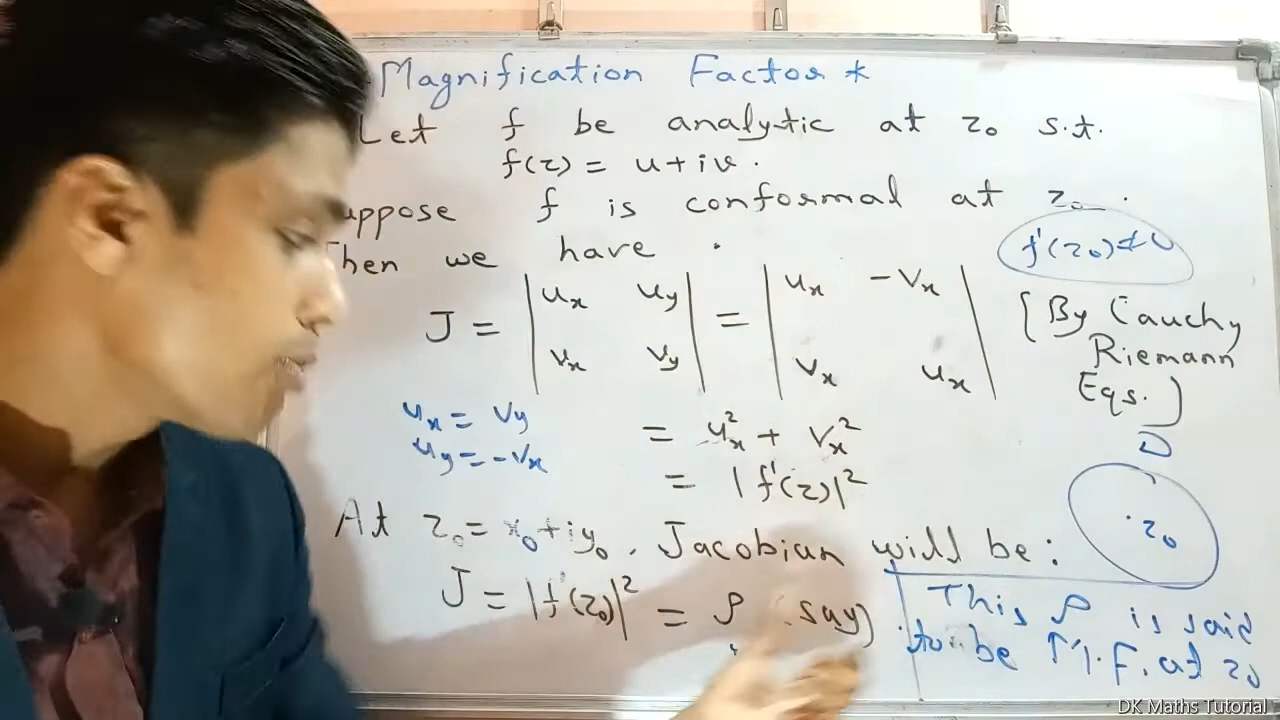 Magnification Factor *
Let f be analytic at z₀ s.t.
f(z) = u+iv.
uppose f is conformal at z₀.
f'(z₀)≠0
hen we have
J = | uₓ u_y | = | uₓ -vₓ |
| vₓ v_y | | vₓ uₓ |
[By Cauchy
Riemann
Eqs.]
uₓ = v_y
u_y = -vₓ
= uₓ² + vₓ²
= |f'(z)|²
D
z₀
At z₀ = x₀+iy₀, Jacobian will be:
J = |f'(z₀)|² = ρ (say)
This ρ is said
to be M.F. at z₀
DK Maths Tutorial